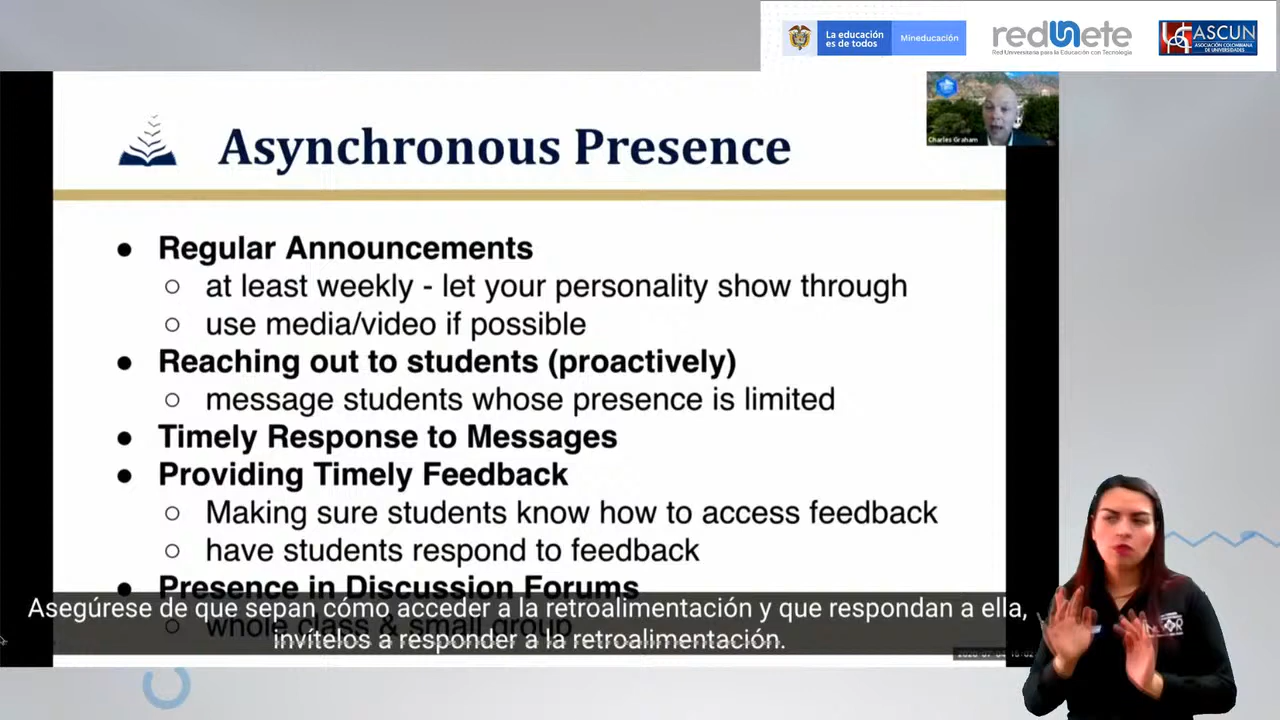 La educación
es de todos
Mineducación
redunete
Red Universitaria para la Educación con Tecnología
ASCUN
ASOCIACIÓN COLOMBIANA
DE UNIVERSIDADES
Charles Graham
Asynchronous Presence
● Regular Announcements
○ at least weekly - let your personality show through
○ use media/video if possible
● Reaching out to students (proactively)
○ message students whose presence is limited
● Timely Response to Messages
● Providing Timely Feedback
○ Making sure students know how to access feedback
○ have students respond to feedback
● Presence in Discussion Forums
○ whole class & small group
Asegúrese de que sepan cómo acceder a la retroalimentación y que respondan a ella,
invítelos a responder a la retroalimentación.